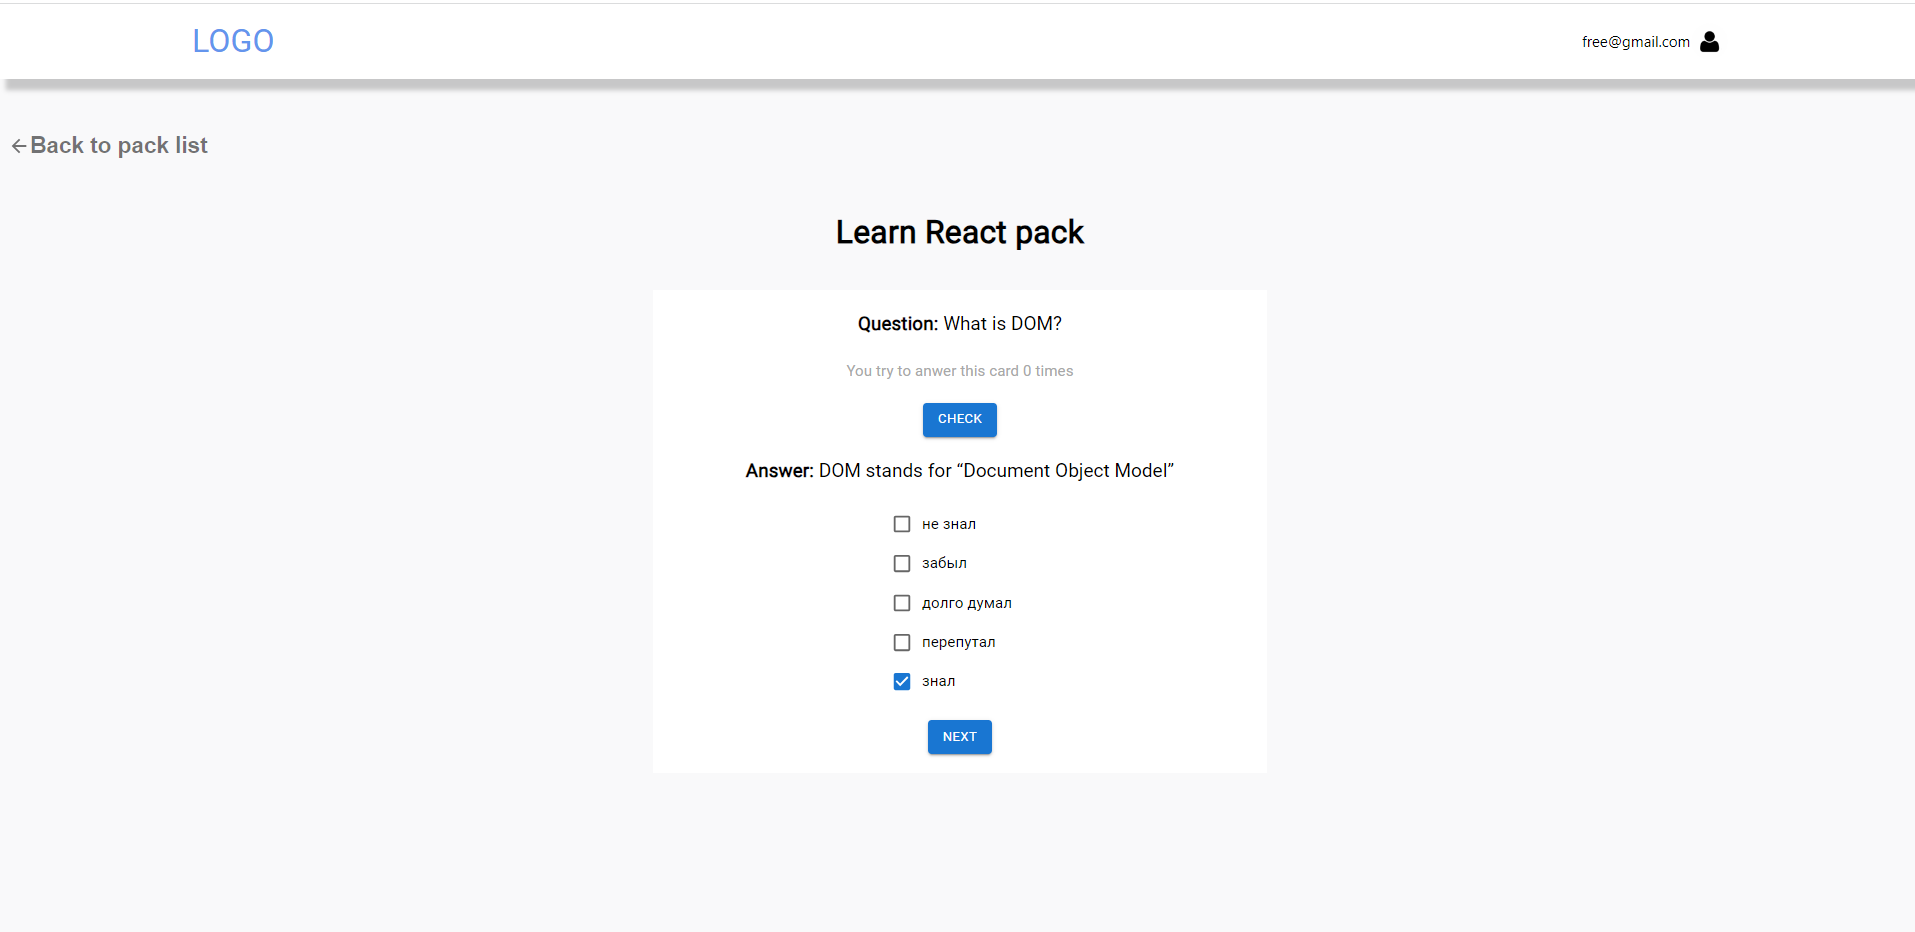 LOGO
free@gmail.com
Back to pack list
Learn React pack
Question: What is DOM?
You try to anwer this card 0 times
CHECK
Answer: DOM stands for “Document Object Model”
не знал
забыл
долго думал
перепутал
знал
NEXT